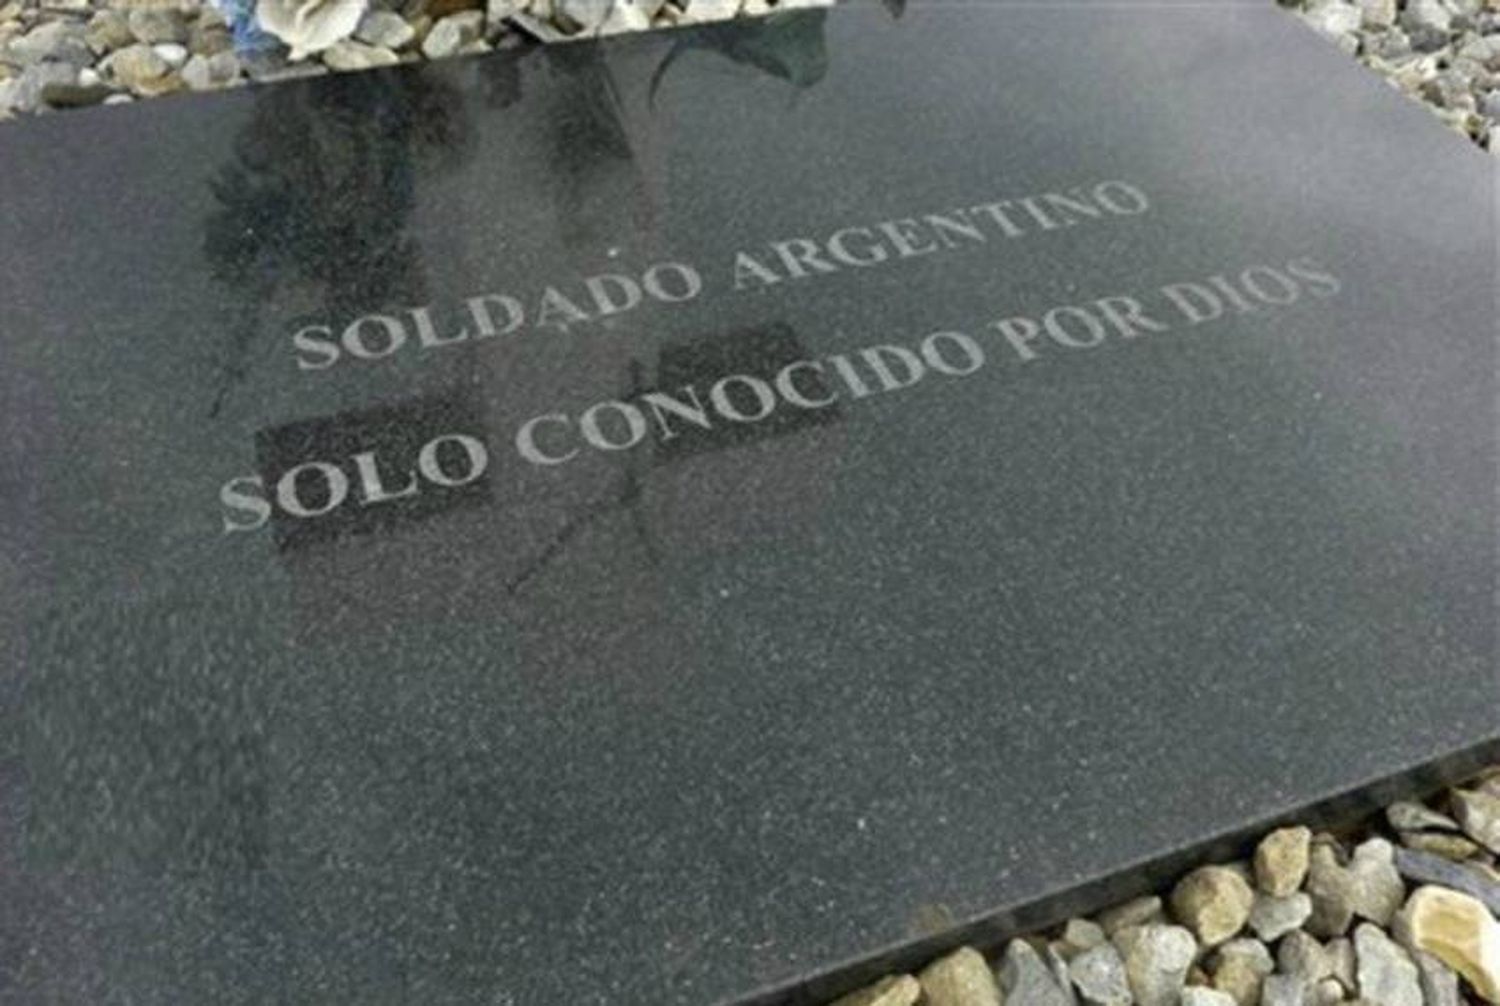 SOLDADO ARGENTINO
SOLO CONOCIDO POR DIOS